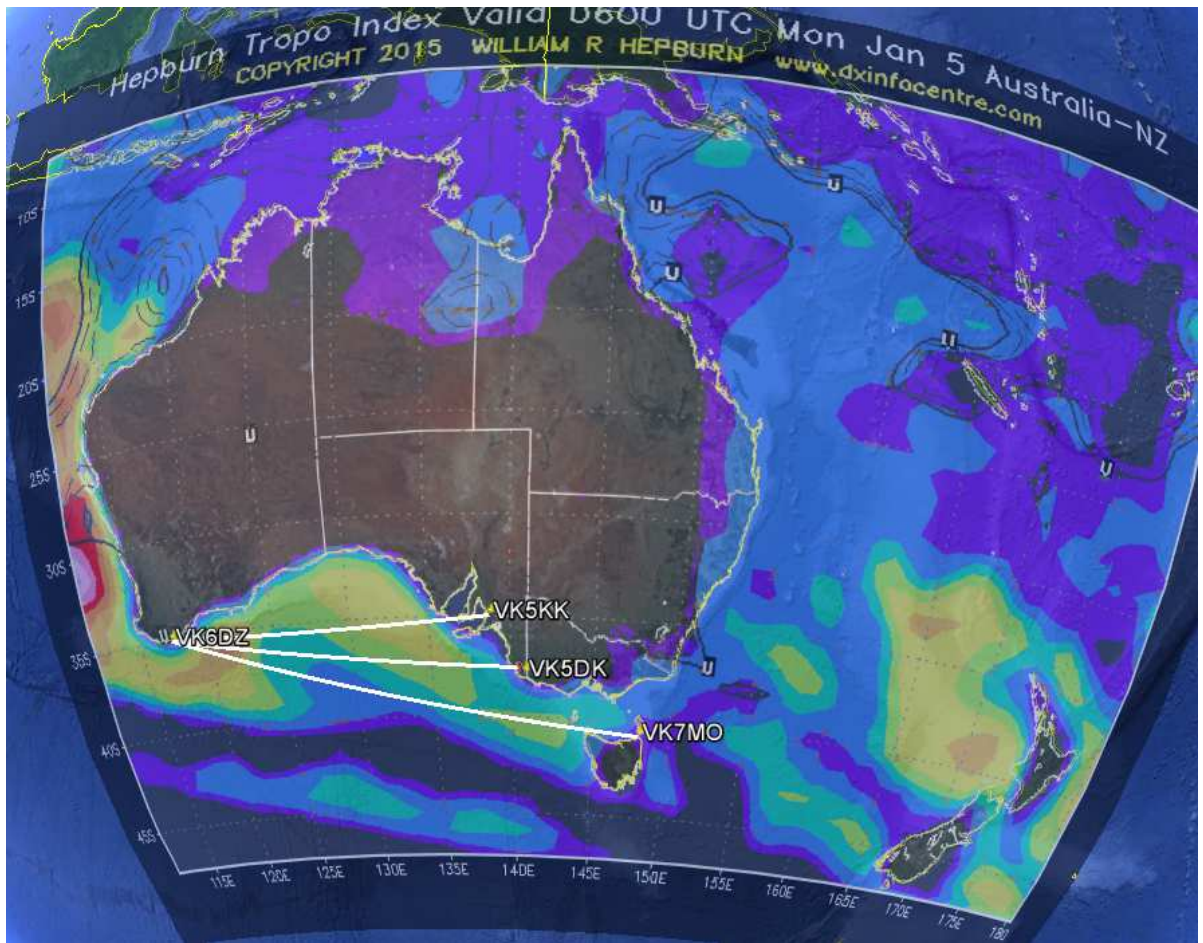 Hepburn Tropo Index Valid 0600 UTC Mon Jan 5 Australia-NZ
COPYRIGHT 2015 WILLIAM R HEPBURN www.dxinfocentre.com
10S
15S
20S
25S
30S
35S
40S
45S
U
U
U
U
U
U
U
U
VK6DZ
VK5KK
VK5DK
VK7MO
115E
120E
125E
130E
135E
140E
145E
150E
155E
160E
165E
170E
175E
180